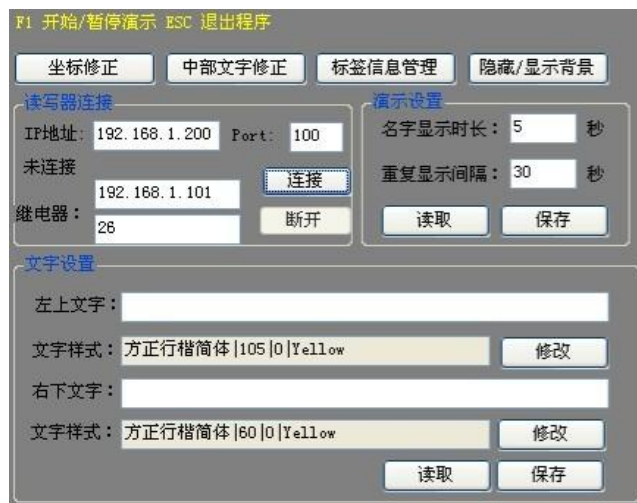 F1 开始/暂停演示 ESC 退出程序
坐标修正 中部文字修正 标签信息管理 隐藏/显示背景
读写器连接
IP地址: 192.168.1.200 Port: 100
未连接
192.168.1.101
连接
继电器：
26
断开
演示设置
名字显示时长：5 秒
重复显示间隔：30 秒
读取 保存
文字设置
左上文字：
文字样式：方正行楷简体|105|0|Yellow 修改
右下文字：
文字样式：方正行楷简体|60|0|Yellow 修改
读取 保存